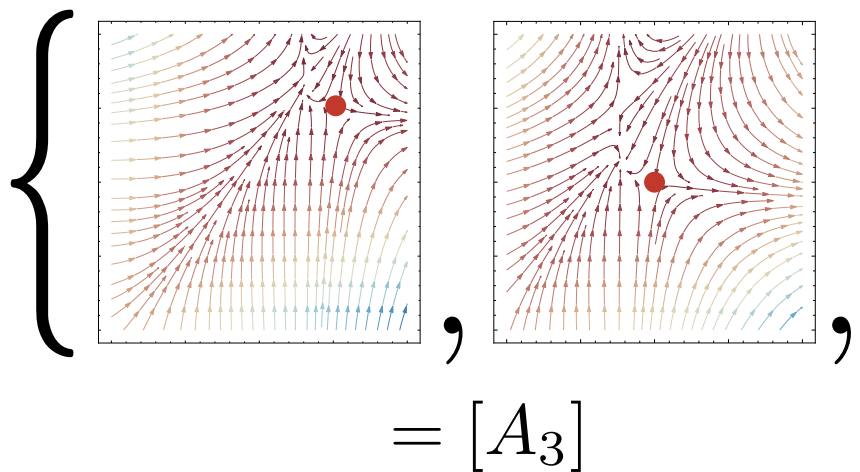 { , ,
= [A₃]